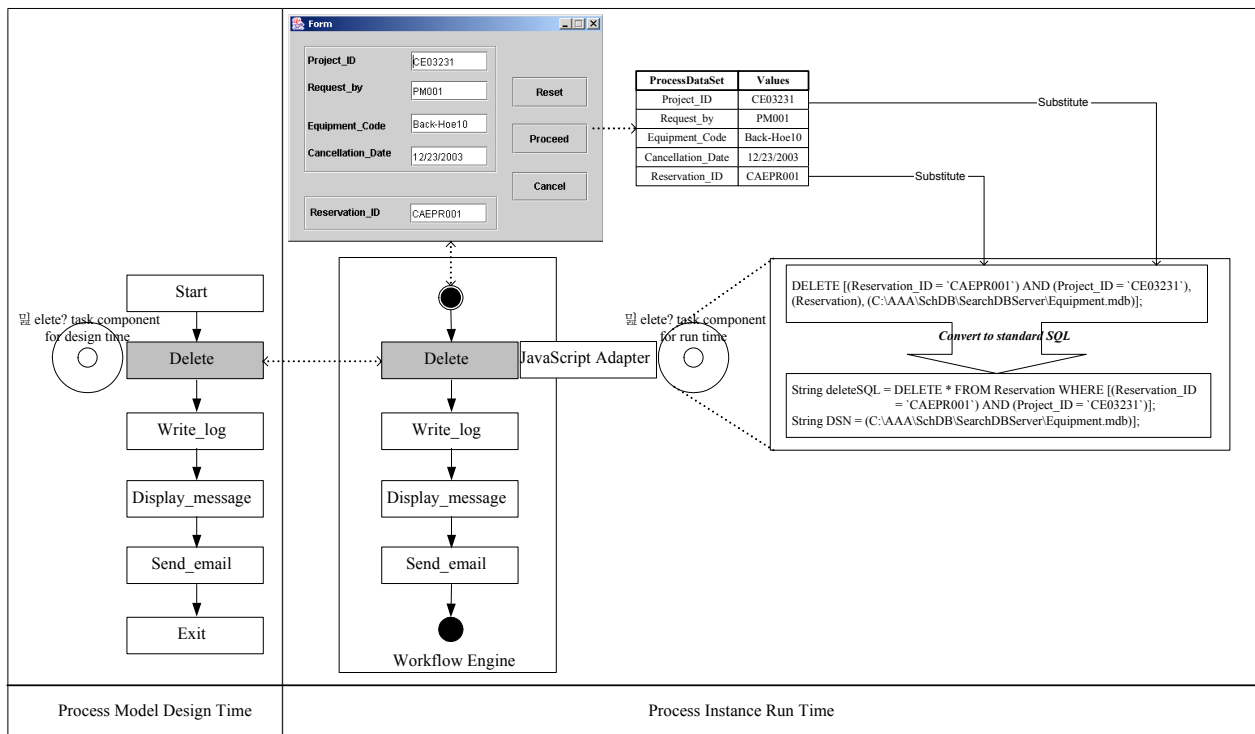 Form
Project_ID CE03231
Request_by PM001
Equipment_Code Back-Hoe10
Cancellation_Date 12/23/2003
Reservation_ID CAEPR001
Reset
Proceed
Cancel
ProcessDataSet Values
Project_ID CE03231
Request_by PM001
Equipment_Code Back-Hoe10
Cancellation_Date 12/23/2003
Reservation_ID CAEPR001
Substitute
Substitute
Start
밇 elete? task component
for design time
Delete
Write_log
Display_message
Send_email
Exit
Delete
JavaScript Adapter
Write_log
Display_message
Send_email
Workflow Engine
밇 elete? task component
for run time
DELETE [(Reservation_ID = `CAEPR001`) AND (Project_ID = `CE03231`),
(Reservation), (C:\AAA\SchDB\SearchDBServer\Equipment.mdb)];
Convert to standard SQL
String deleteSQL = DELETE * FROM Reservation WHERE [(Reservation_ID
= `CAEPR001`) AND (Project_ID = `CE03231`)];
String DSN = (C:\AAA\SchDB\SearchDBServer\Equipment.mdb)];
Process Model Design Time
Process Instance Run Time